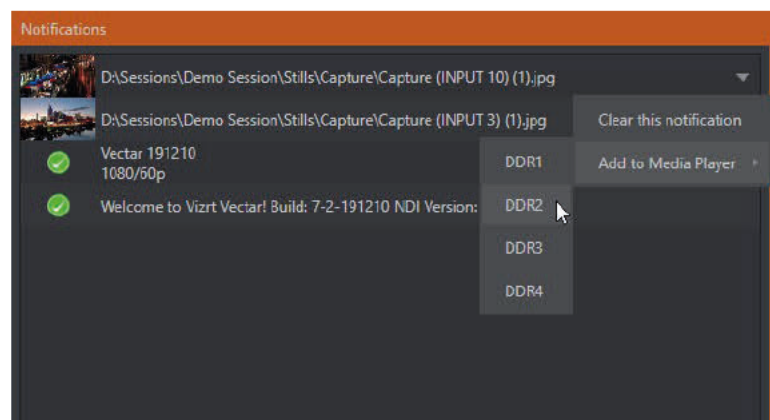 Notifications
D:\Sessions\Demo Session\Stills\Capture\Capture (INPUT 10) (1).jpg
D:\Sessions\Demo Session\Stills\Capture\Capture (INPUT 3) (1).jpg
Clear this notification
Vectar 191210
1080/60p
DDR1
Add to Media Player
Welcome to Vizrt Vectar! Build: 7-2-191210 NDI Version:
DDR2
DDR3
DDR4